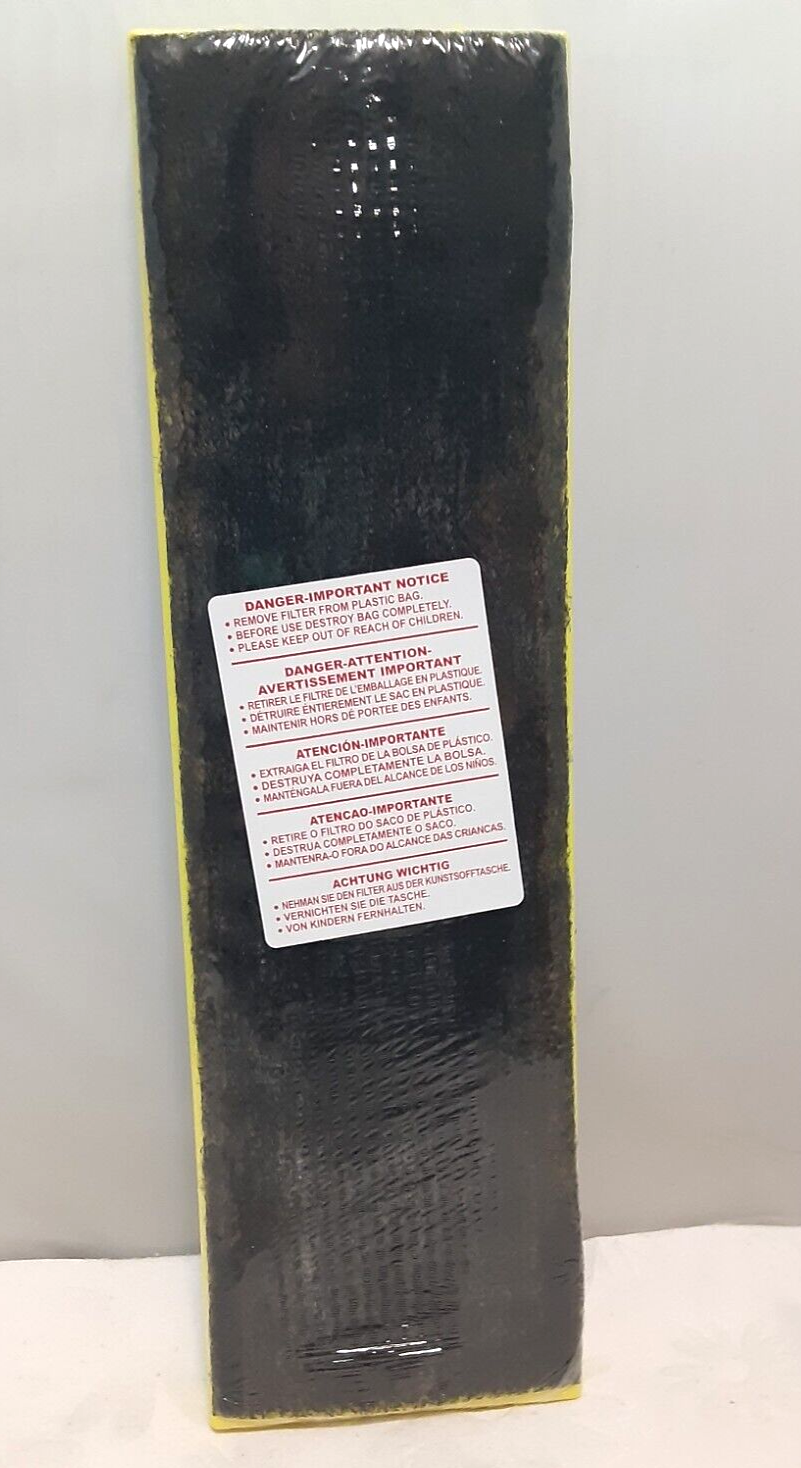 DANGER-IMPORTANT NOTICE
• REMOVE FILTER FROM PLASTIC BAG.
• BEFORE USE DESTROY BAG COMPLETELY.
• PLEASE KEEP OUT OF REACH OF CHILDREN.
DANGER-ATTENTION-
AVERTISSEMENT IMPORTANT
• RETIRER LE FILTRE DE L'EMBALLAGE EN PLASTIQUE.
• DÉTRUIRE ÉNTIEREMENT LE SAC EN PLASTIQUE.
• MAINTENIR HORS DÉ PORTEE DES ENFANTS.
ATENCIÓN-IMPORTANTE
• EXTRAIGA EL FILTRO DE LA BOLSA DE PLÁSTICO.
• DESTRUYA COMPLETAMENTE LA BOLSA.
• MANTÉNGALA FUERA DEL ALCANCE DE LOS NIÑOS.
ATENCAO-IMPORTANTE
• RETIRE O FILTRO DO SACO DE PLÁSTICO.
• DESTRUA COMPLETAMENTE O SACO.
• MANTENRA-O FORA DO ALCANCE DAS CRIANCAS.
ACHTUNG WICHTIG
• NEHMAN SIE DEN FILTER AUS DER KUNSTSOFFTASCHE.
• VERNICHTEN SIE DIE TASCHE.
• VON KINDERN FERNHALTEN.